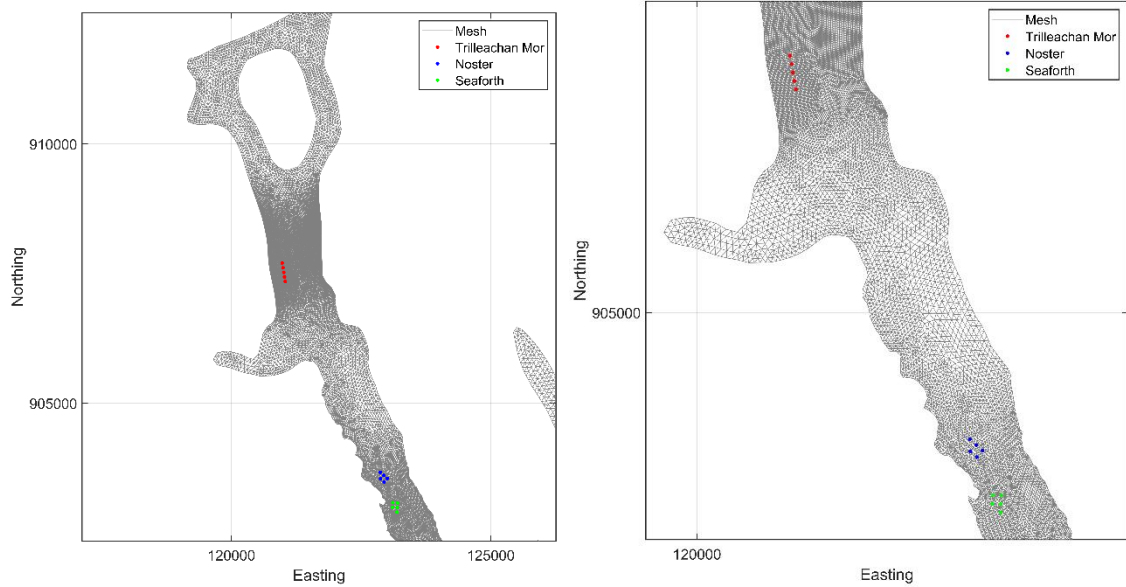 Mesh
Trilleachan Mor
Noster
Seaforth
910000
905000
Northing
120000
125000
Easting
Mesh
Trilleachan Mor
Noster
Seaforth
905000
Northing
120000
Easting